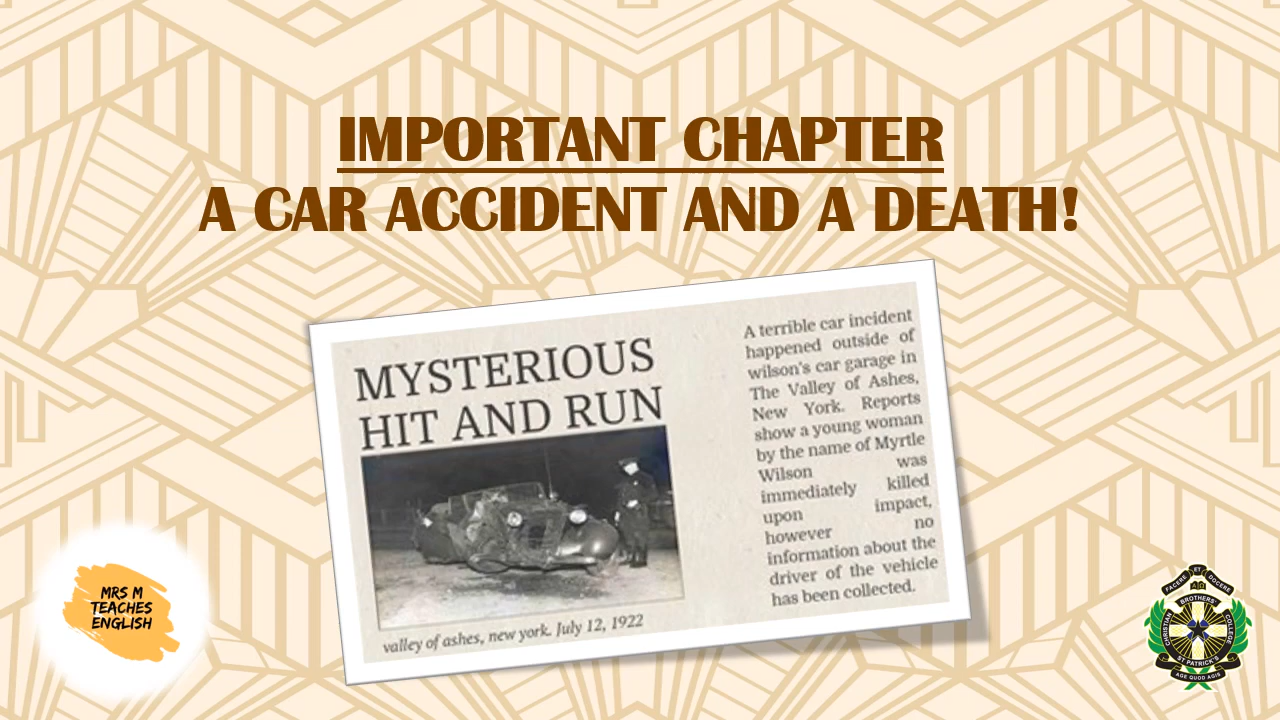 IMPORTANT CHAPTER
A CAR ACCIDENT AND A DEATH!
MYSTERIOUS
HIT AND RUN
valley of ashes, new york. July 12, 1922
A terrible car incident
happened outside of
wilson's car garage in
The Valley of Ashes,
New York. Reports
show a young woman
by the name of Myrtle
Wilson was
immediately killed
upon impact,
however no
information about the
driver of the vehicle
has been collected.
MRS M
TEACHES
ENGLISH
FACERE ET DOCERE
CHRISTIAN BROTHERS' COLLEGE
ST PATRICK'S
AGE QUOD AGIS